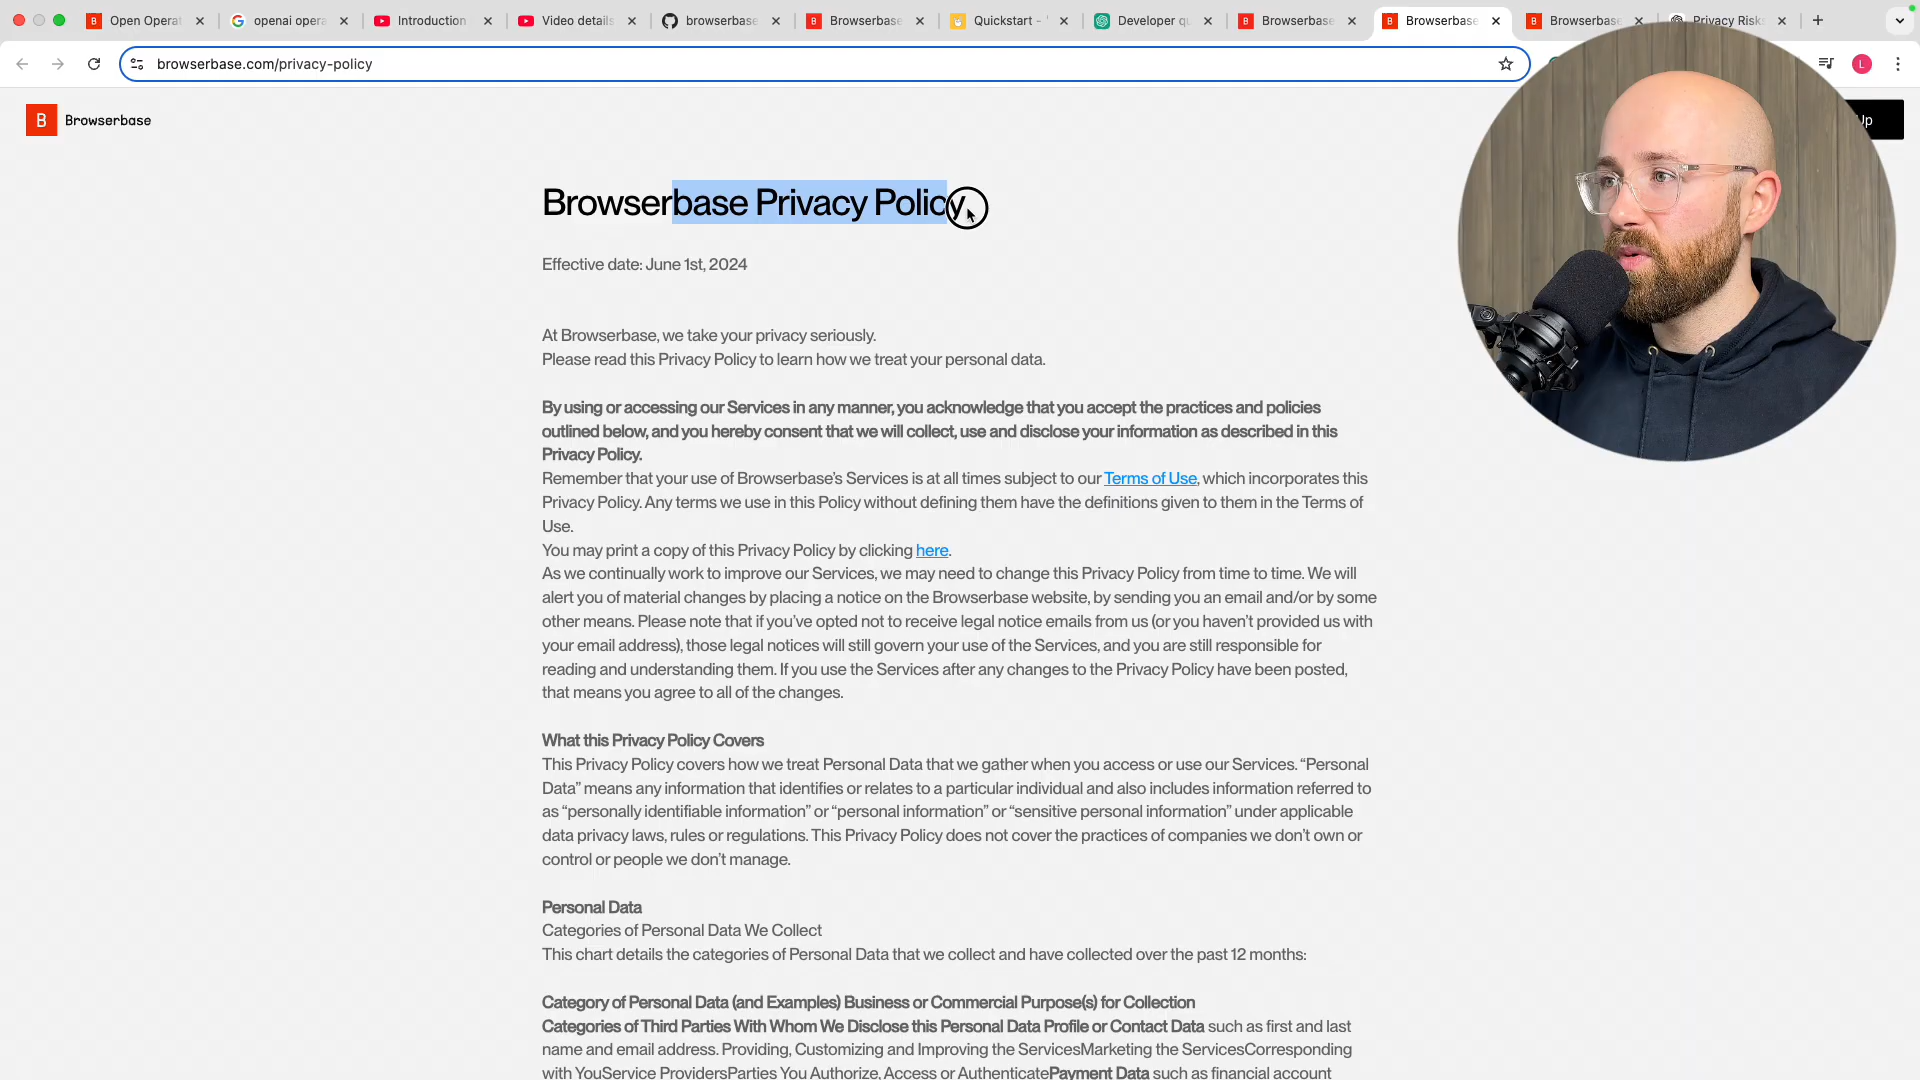 Open Operat
openai opera
Introduction
Video details
browserbase
Browserbase
Quickstart –
Developer qu
Browserbase
Browserbase
Browserbase
Privacy Risks
browserbase.com/privacy-policy
L
B Browserbase
Up
Browserbase Privacy Policy
Effective date: June 1st, 2024
At Browserbase, we take your privacy seriously.
Please read this Privacy Policy to learn how we treat your personal data.
By using or accessing our Services in any manner, you acknowledge that you accept the practices and policies
outlined below, and you hereby consent that we will collect, use and disclose your information as described in this
Privacy Policy.
Remember that your use of Browserbase’s Services is at all times subject to our Terms of Use, which incorporates this
Privacy Policy. Any terms we use in this Policy without defining them have the definitions given to them in the Terms of
Use.
You may print a copy of this Privacy Policy by clicking here.
As we continually work to improve our Services, we may need to change this Privacy Policy from time to time. We will
alert you of material changes by placing a notice on the Browserbase website, by sending you an email and/or by some
other means. Please note that if you’ve opted not to receive legal notice emails from us (or you haven’t provided us with
your email address), those legal notices will still govern your use of the Services, and you are still responsible for
reading and understanding them. If you use the Services after any changes to the Privacy Policy have been posted,
that means you agree to all of the changes.
What this Privacy Policy Covers
This Privacy Policy covers how we treat Personal Data that we gather when you access or use our Services. “Personal
Data” means any information that identifies or relates to a particular individual and also includes information referred to
as “personally identifiable information” or “personal information” or “sensitive personal information” under applicable
data privacy laws, rules or regulations. This Privacy Policy does not cover the practices of companies we don’t own or
control or people we don’t manage.
Personal Data
Categories of Personal Data We Collect
This chart details the categories of Personal Data that we collect and have collected over the past 12 months:
Category of Personal Data (and Examples) Business or Commercial Purpose(s) for Collection
Categories of Third Parties With Whom We Disclose this Personal Data Profile or Contact Data such as first and last
name and email address. Providing, Customizing and Improving the ServicesMarketing the ServicesCorresponding
with YouService ProvidersParties You Authorize, Access or AuthenticatePayment Data such as financial account